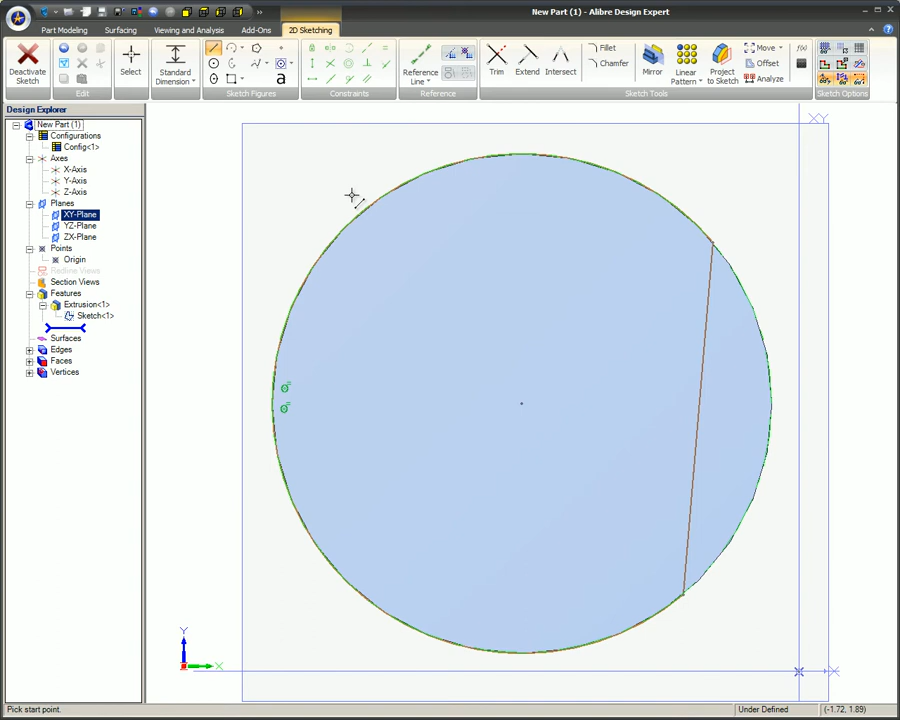 New Part (1) - Alibre Design Expert
Part Modeling
Surfacing
Viewing and Analysis
Add-Ons
2D Sketching
Deactivate
Sketch
Edit
Select
Standard
Dimension
Sketch Figures
Constraints
Reference
Line
Reference
Trim
Extend
Intersect
Fillet
Chamfer
Mirror
Linear
Pattern
Project
to Sketch
Move
Offset
Analyze
f(x)
Sketch Tools
Sketch Options
Design Explorer
New Part (1)
Configurations
Config<1>
Axes
X-Axis
Y-Axis
Z-Axis
Planes
XY-Plane
YZ-Plane
ZX-Plane
Points
Origin
Redline Views
Section Views
Features
Extrusion<1>
Sketch<1>
Surfaces
Edges
Faces
Vertices
XY
Y
X
X
Pick start point.
Under Defined
(-1.72, 1.89)